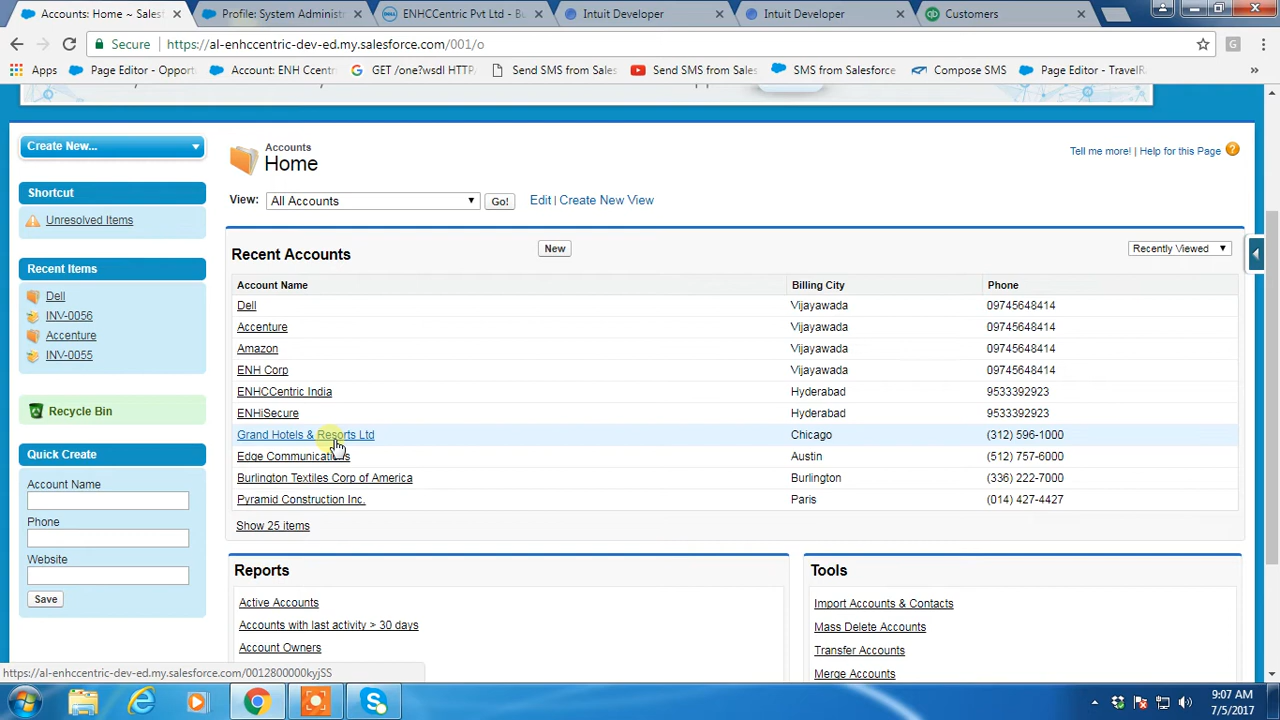 Accounts: Home ~ Salesf
Profile: System Administr
ENHCCentric Pvt Ltd - Bu
Intuit Developer
Intuit Developer
Customers
Secure
https://al-enhccentric-dev-ed.my.salesforce.com/001/o
Apps
Page Editor - Opport
Account: ENH Ccentr
GET /one?wsdl HTTP
Send SMS from Sales
Send SMS from Sales
SMS from Salesforce
Compose SMS
Page Editor - TravelR
Create New...
Accounts
Home
Tell me more! | Help for this Page
View: All Accounts Go! Edit | Create New View
Shortcut
Unresolved Items
Recent Items
Dell
INV-0056
Accenture
INV-0055
Recycle Bin
Quick Create
Account Name
Phone
Website
Save
Recent Accounts New Recently Viewed
Account Name Billing City Phone
Dell Vijayawada 09745648414
Accenture Vijayawada 09745648414
Amazon Vijayawada 09745648414
ENH Corp Vijayawada 09745648414
ENHCCentric India Hyderabad 9533392923
ENHiSecure Hyderabad 9533392923
Grand Hotels & Resorts Ltd Chicago (312) 596-1000
Edge Communications Austin (512) 757-6000
Burlington Textiles Corp of America Burlington (336) 222-7000
Pyramid Construction Inc. Paris (014) 427-4427
Show 25 items
Reports
Active Accounts
Accounts with last activity > 30 days
Account Owners
Tools
Import Accounts & Contacts
Mass Delete Accounts
Transfer Accounts
Merge Accounts
https://al-enhccentric-dev-ed.my.salesforce.com/0012800000kyjSS
9:07 AM
7/5/2017